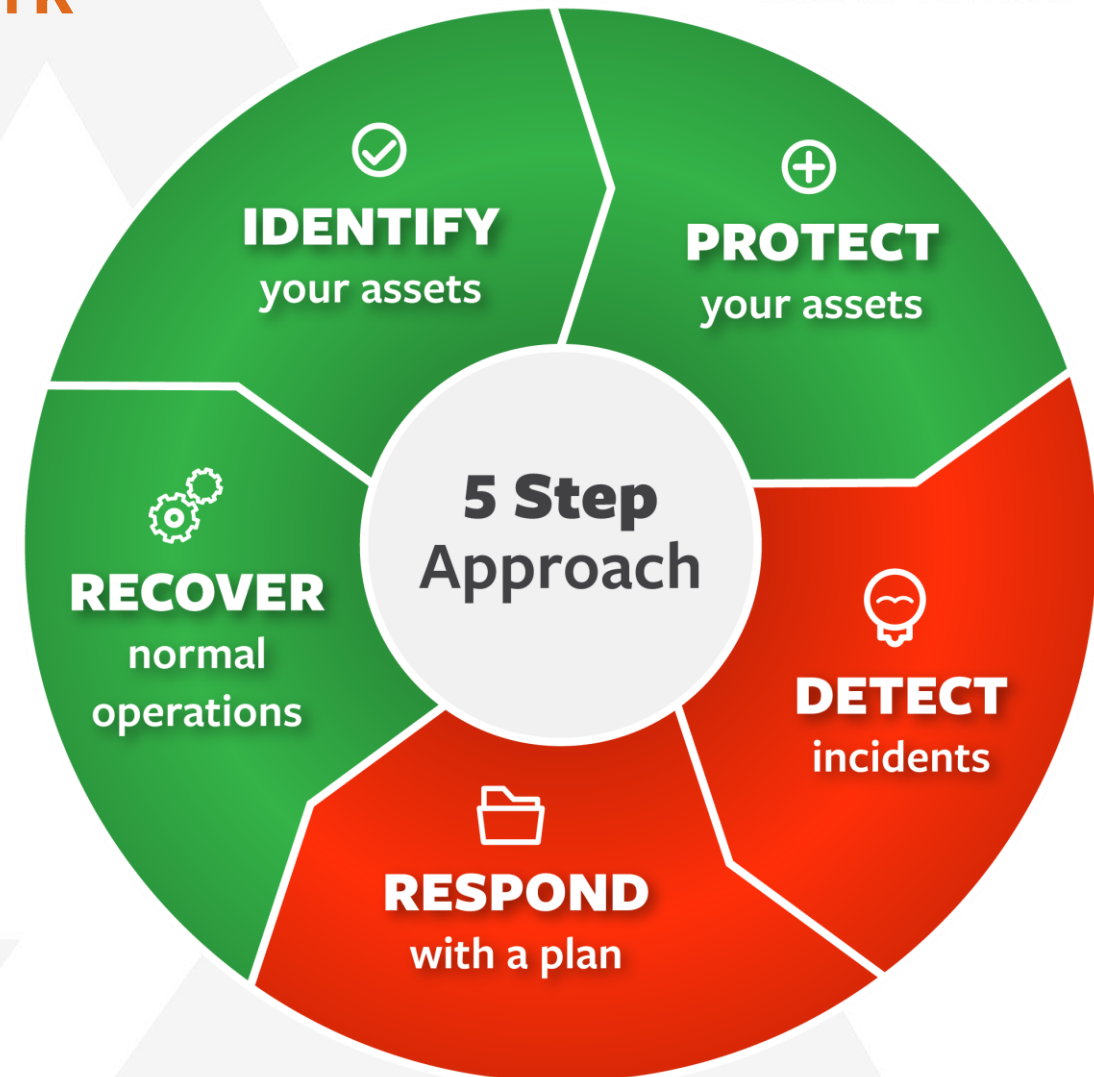 IDENTIFY
your assets
PROTECT
your assets
DETECT
incidents
RESPOND
with a plan
RECOVER
normal
operations
5 Step
Approach